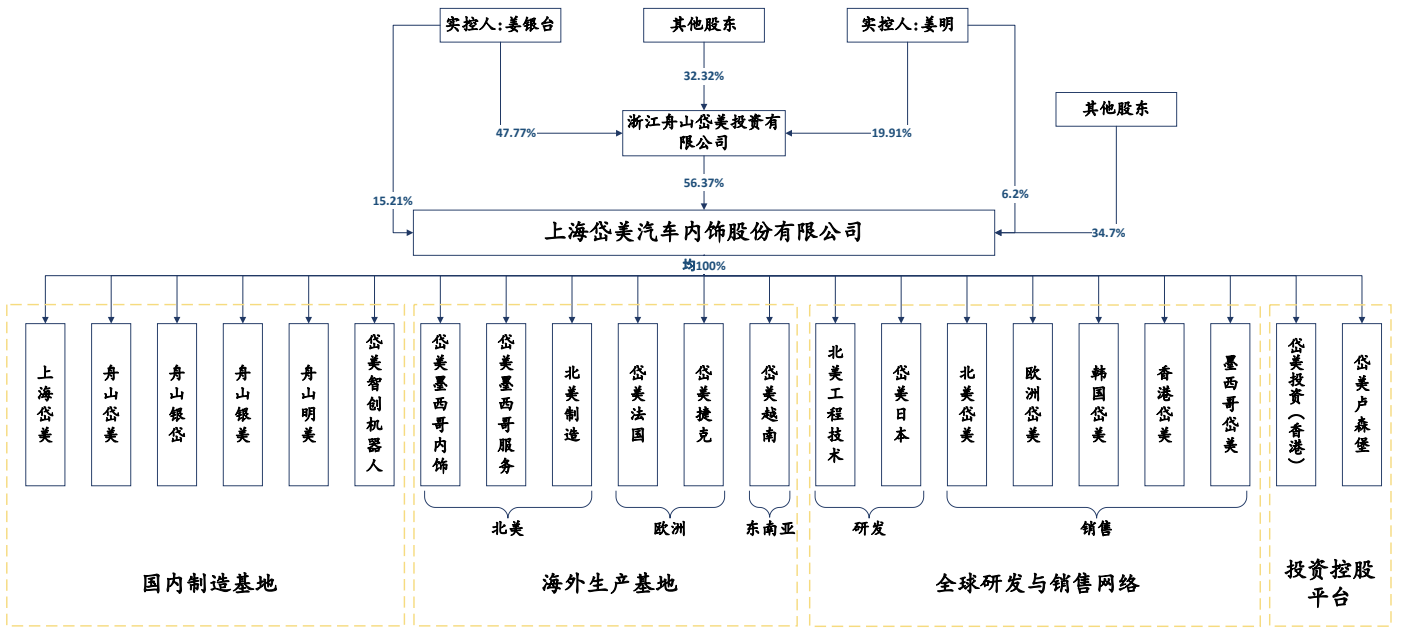 实控人:姜银台
其他股东
实控人:姜明
32.32%
其他股东
47.77%
浙江舟山岱美投资有
限公司
19.91%
56.37%
15.21%
6.2%
上海岱美汽车内饰股份有限公司
34.7%
均100%
上海岱美
舟山岱美
舟山银岱
舟山银美
舟山明美
岱美智创机器人
岱美墨西哥内饰
岱美墨西哥服务
北美制造
岱美法国
岱美捷克
岱美越南
北美工程技术
岱美日本
北美岱美
欧洲岱美
韩国岱美
香港岱美
墨西哥岱美
岱美投资（香港）
岱美卢森堡
北美
欧洲
东南亚
研发
销售
国内制造基地
海外生产基地
全球研发与销售网络
投资控股
平台